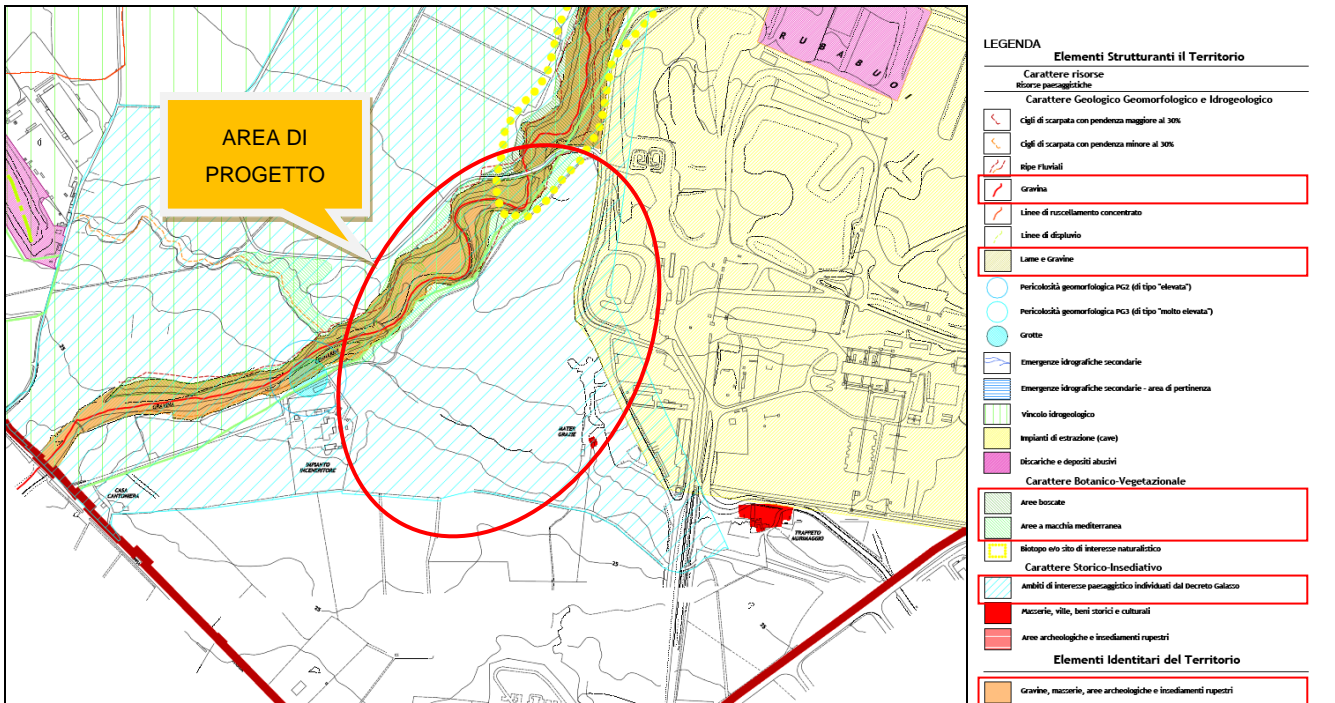 AREA DI
PROGETTO
RUBABUOI
GRAVINA
MATER
GRAZIE
IMPIANTO
INCENERITORE
CASA
CANTONIERA
TRAPPETO
25
25
25
25
LEGENDA
Elementi Strutturanti il Territorio
Carattere risorse
Risorse paesaggistiche
Carattere Geologico Geomorfologico e Idrogeologico
Cigli di scarpata con pendenza maggiore al 30%
Cigli di scarpata con pendenza minore al 30%
Ripe Fluviali
Gravina
Linee di ruscellamento concentrato
Linee di displuvio
Lame e Gravine
Pericolosità geomorfologica PG2 (di tipo "elevata")
Pericolosità geomorfologica PG3 (di tipo "molto elevata")
Grotte
Emergenze idrografiche secondarie
Emergenze idrografiche secondarie - area di pertinenza
Vincolo idrogeologico
Impianti di estrazione (cave)
Discariche e depositi abusivi
Carattere Botanico-Vegetazionale
Aree boscate
Aree a macchia mediterranea
Biotopo e/o sito di interesse naturalistico
Carattere Storico-Insediativo
Ambiti di interesse paesaggistico individuati dal Decreto Galasso
Masserie, ville, beni storici e culturali
Aree archeologiche e insediamenti rupestri
Elementi Identitari del Territorio
Gravine, masserie, aree archeologiche e insediamenti rupestri